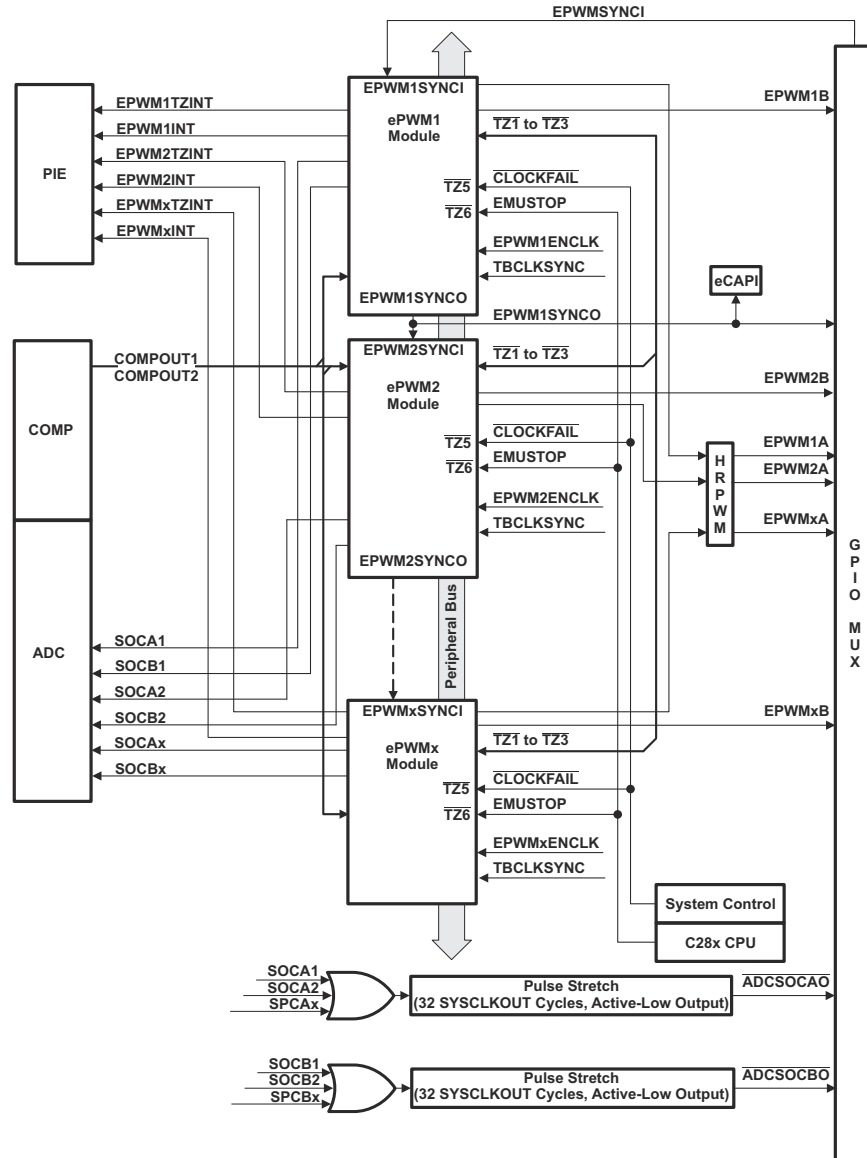 EPWMSYNCI
EPWM1SYNCI
EPWM1TZINT
EPWM1B
EPWM1INT
ePWM1
Module
TZ1 to TZ3
EPWM2TZINT
PIE
EPWM2INT
TZ5
CLOCKFAIL
EPWMxTZINT
TZ6
EMUSTOP
EPWMxINT
EPWM1ENCLK
TBCLKSYNC
eCAPI
EPWM1SYNCO
EPWM1SYNCO
COMPOUT1
COMPOUT2
EPWM2SYNCI
TZ1 to TZ3
ePWM2
Module
EPWM2B
COMP
TZ5
CLOCKFAIL
TZ6
EMUSTOP
HRPWM
EPWM1A
EPWM2A
EPWM2ENCLK
TBCLKSYNC
EPWMxA
EPWM2SYNCO
GPIO MUX
Peripheral Bus
ADC
SOCA1
SOCB1
SOCA2
SOCB2
SOCAx
SOCBx
EPWMxSYNCI
EPWMxB
ePWMx
Module
TZ1 to TZ3
TZ5
CLOCKFAIL
TZ6
EMUSTOP
EPWMxENCLK
TBCLKSYNC
System Control
C28x CPU
SOCA1
SOCA2
SPCAx
Pulse Stretch
(32 SYSCLKOUT Cycles, Active-Low Output)
ADCSOCAO
SOCB1
SOCB2
SPCBx
Pulse Stretch
(32 SYSCLKOUT Cycles, Active-Low Output)
ADCSOCBO